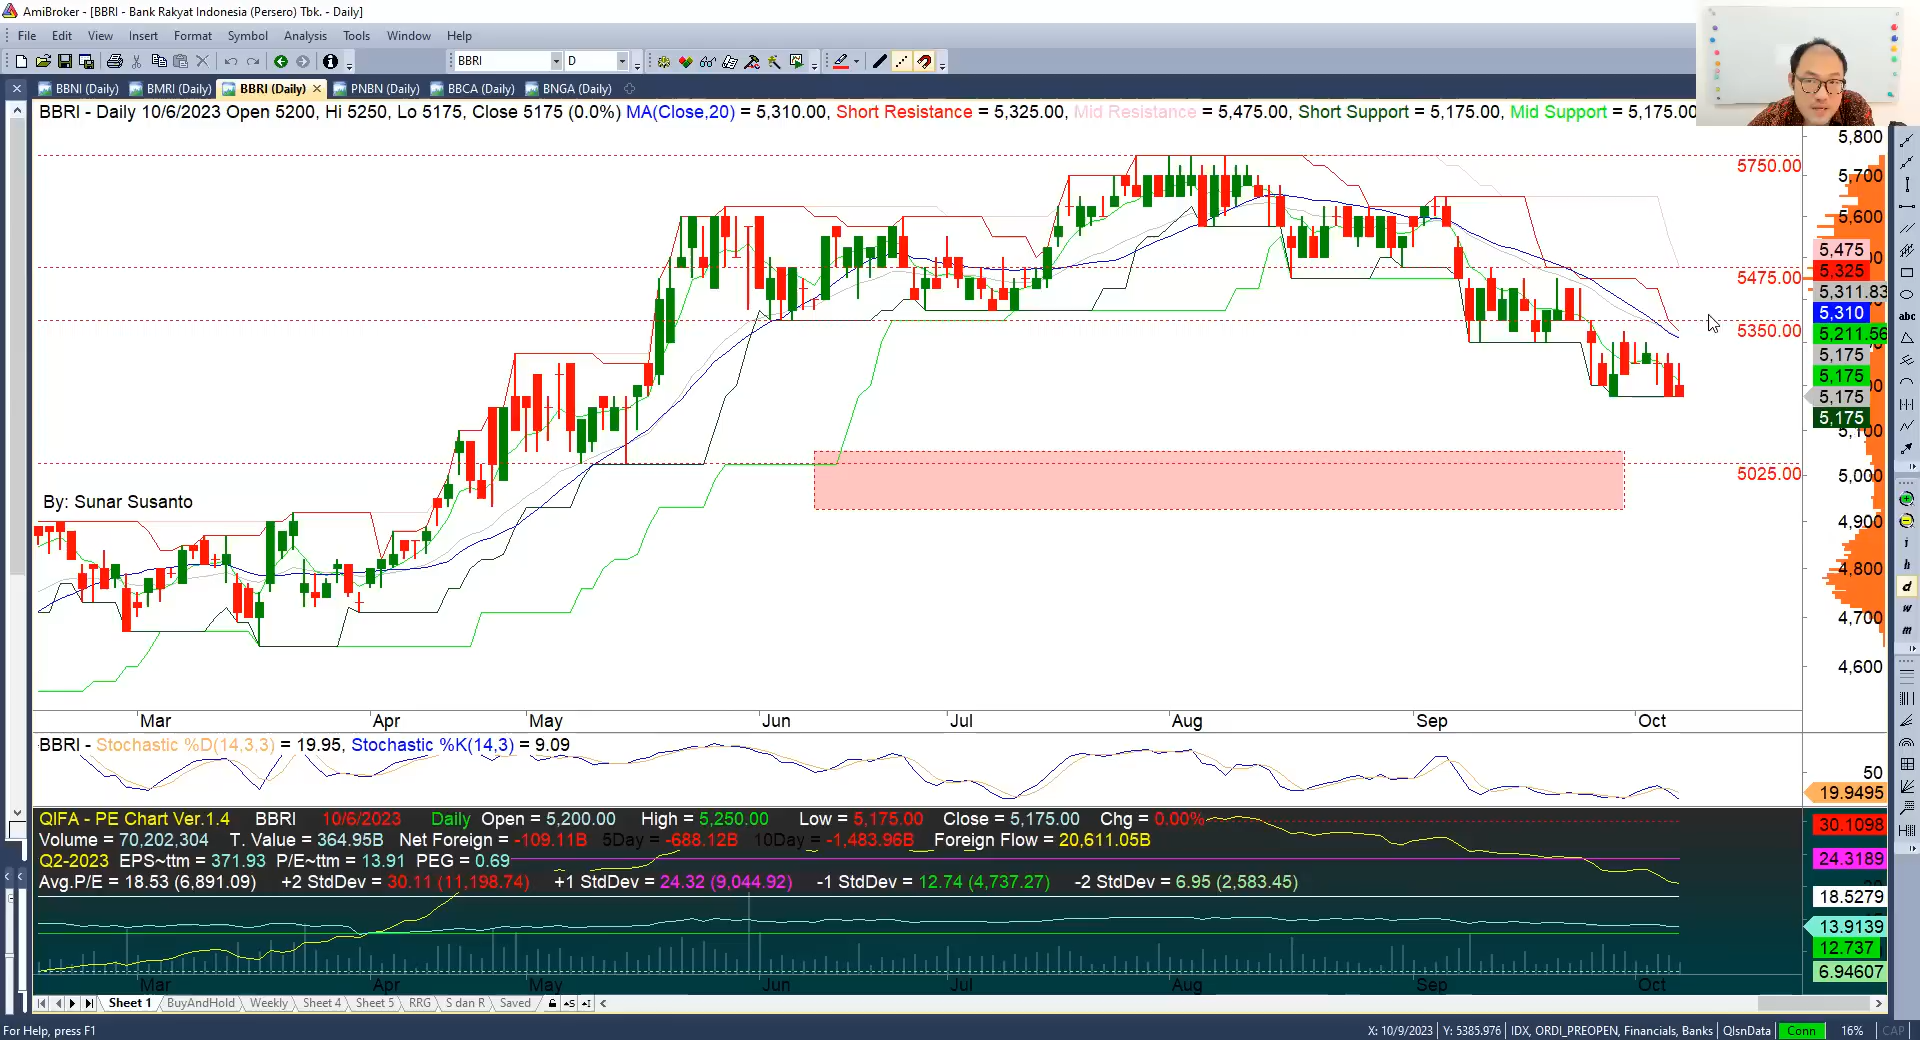 AmiBroker - [BBRI - Bank Rakyat Indonesia (Persero) Tbk. - Daily]
File Edit View Insert Format Symbol Analysis Tools Window Help
BBRI D
BBNI (Daily) BMRI (Daily) BBRI (Daily) PNBN (Daily) BBCA (Daily) BNGA (Daily)
BBRI - Daily 10/6/2023 Open 5200, Hi 5250, Lo 5175, Close 5175 (0.0%) MA(Close,20) = 5,310.00, Short Resistance = 5,325.00, Mid Resistance = 5,475.00, Short Support = 5,175.00, Mid Support = 5,175.00
5,800
5750.00
5,700
5,600
5,475
5475.00
5,325
5,311.83
5,310
5350.00
5,211.56
5,175
5,175
5,175
5,175
5,100
5025.00
5,000
By: Sunar Susanto
4,900
4,800
4,700
4,600
Mar Apr May Jun Jul Aug Sep Oct
BBRI - Stochastic %D(14,3,3) = 19.95, Stochastic %K(14,3) = 9.09
50
19.9495
QIFA - PE Chart Ver.1.4 BBRI 10/6/2023 Daily Open = 5,200.00 High = 5,250.00 Low = 5,175.00 Close = 5,175.00 Chg = 0.00%
Volume = 70,202,304 T. Value = 364.95B Net Foreign = -109.11B 5Day = -688.12B 10Day = -1,483.96B Foreign Flow = 20,611.05B
Q2-2023 EPS~ttm = 371.93 P/E~ttm = 13.91 PEG = 0.69
Avg.P/E = 18.53 (6,891.09) +2 StdDev = 30.11 (11,198.74) +1 StdDev = 24.32 (9,044.92) -1 StdDev = 12.74 (4,737.27) -2 StdDev = 6.95 (2,583.45)
30.1098
24.3189
18.5279
13.9139
12.737
6.94607
Mar Apr May Jun Jul Aug Sep Oct
Sheet 1 BuyAndHold Weekly Sheet 4 Sheet 5 RRG S dan R Saved
abc
i
h
d
w
m
For Help, press F1
X: 10/9/2023 Y: 5385.976 IDX, ORDI_PREOPEN, Financials, Banks QlsnData Conn 16% CAP